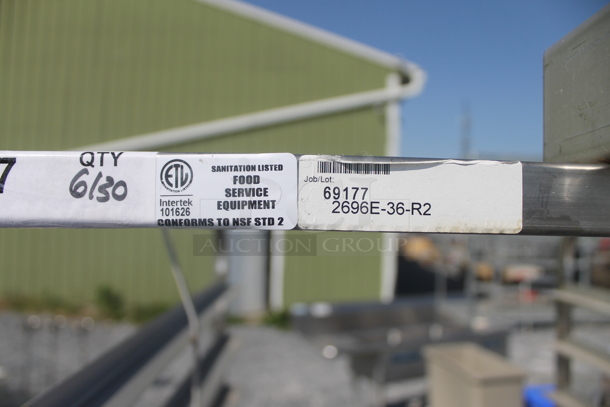 7
QTY
6/30
ETL
Intertek
101626
SANITATION LISTED
FOOD
SERVICE
EQUIPMENT
CONFORMS TO NSF STD 2
Job/Lot:
69177
2696E-36-R2
AUCTION GROUP